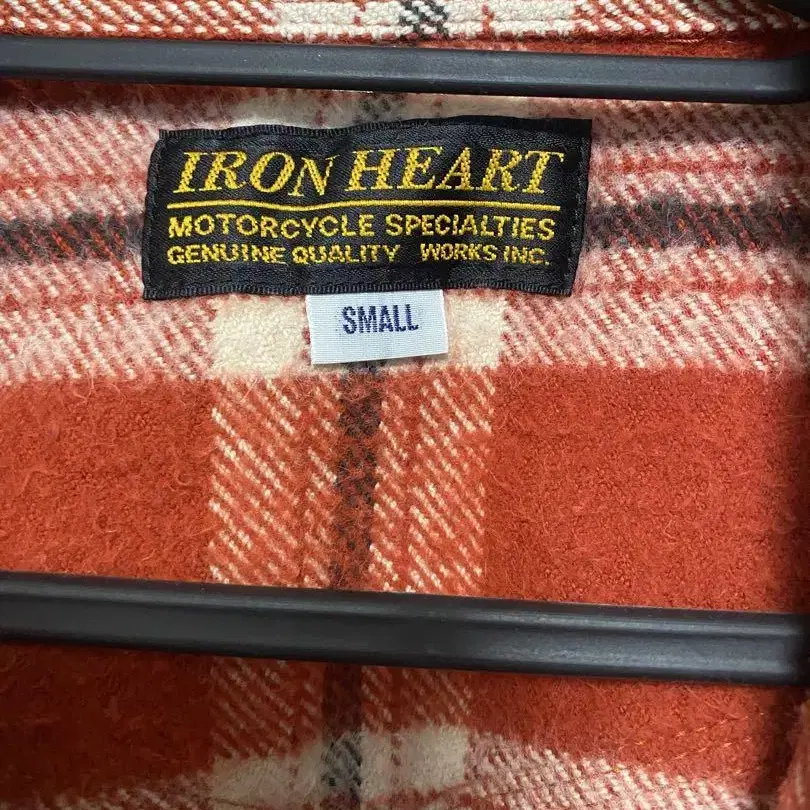 IRON HEART
MOTORCYCLE SPECIALTIES
GENUINE QUALITY WORKS INC.
SMALL